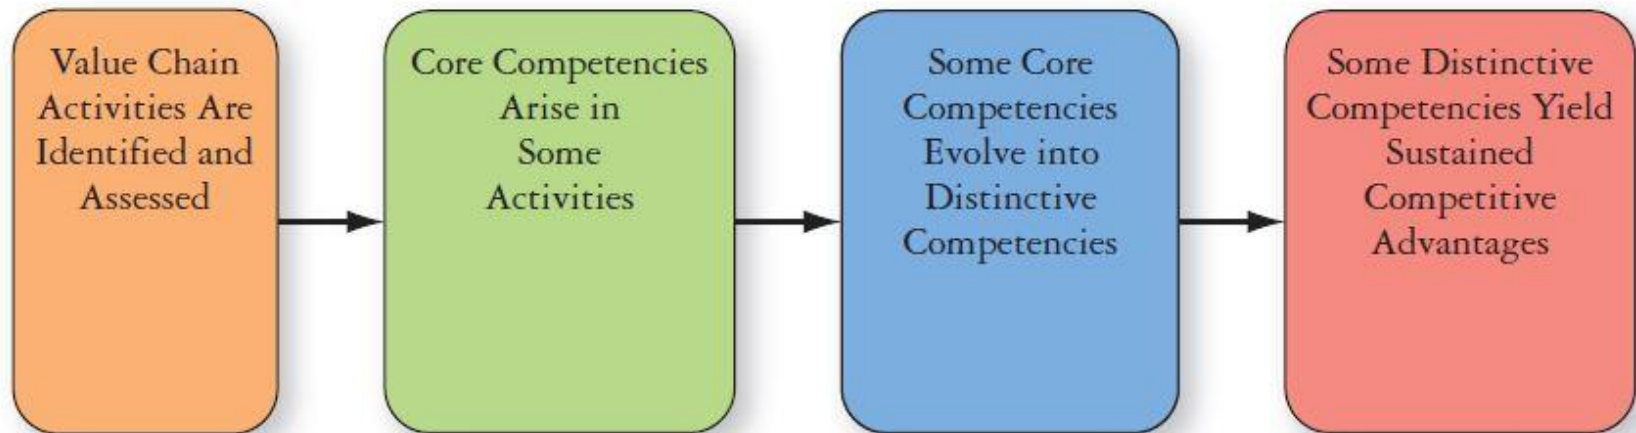 Value Chain
Activities Are
Identified and
Assessed
Core Competencies
Arise in
Some
Activities
Some Core
Competencies
Evolve into
Distinctive
Competencies
Some Distinctive
Competencies Yield
Sustained
Competitive
Advantages